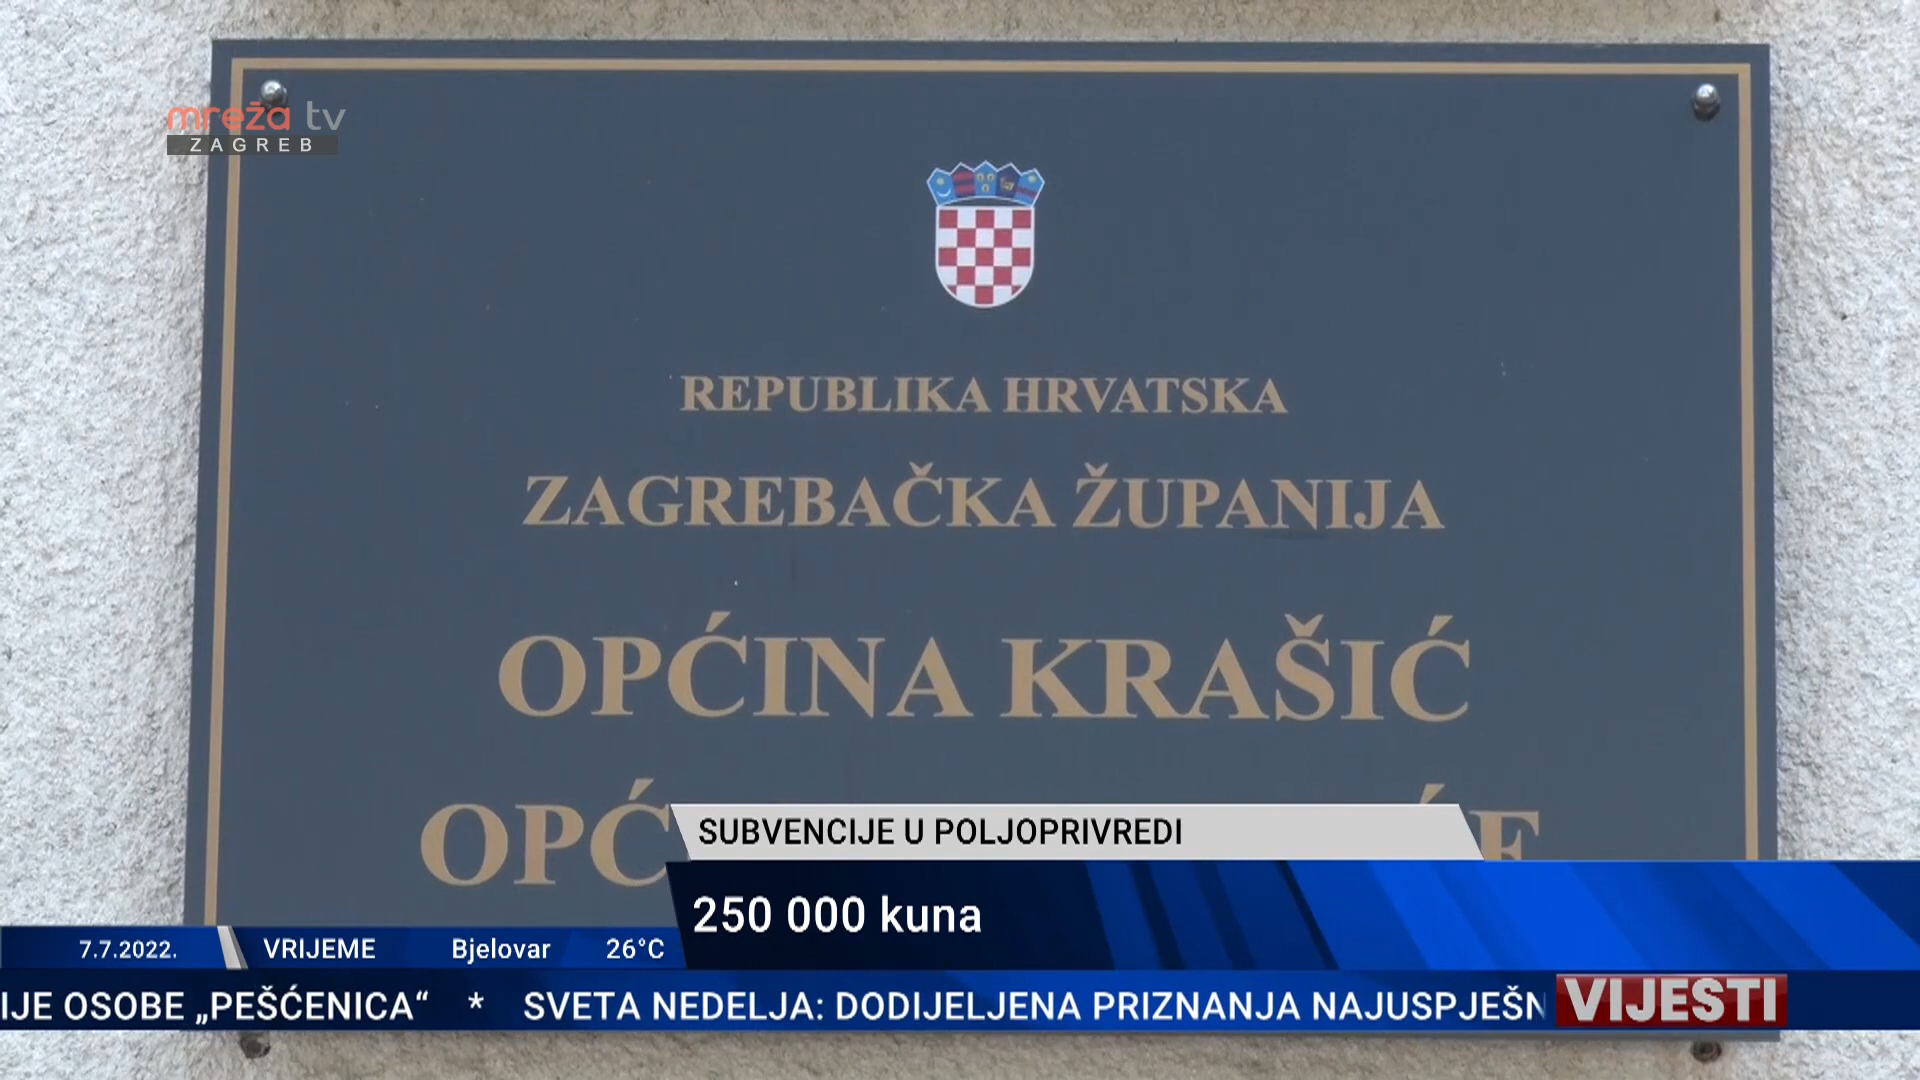 mreža tv
ZAGREB
REPUBLIKA HRVATSKA
ZAGREBAČKA ŽUPANIJA
OPĆINA KRAŠIĆ
SUBVENCIJE U POLJOPRIVREDI
250 000 kuna
7.7.2022. VRIJEME Bjelovar 26°C
IJE OSOBE „PEŠĆENICA“ * SVETA NEDELJA: DODIJELJENA PRIZNANJA NAJUSPJEŠN
VIJESTI